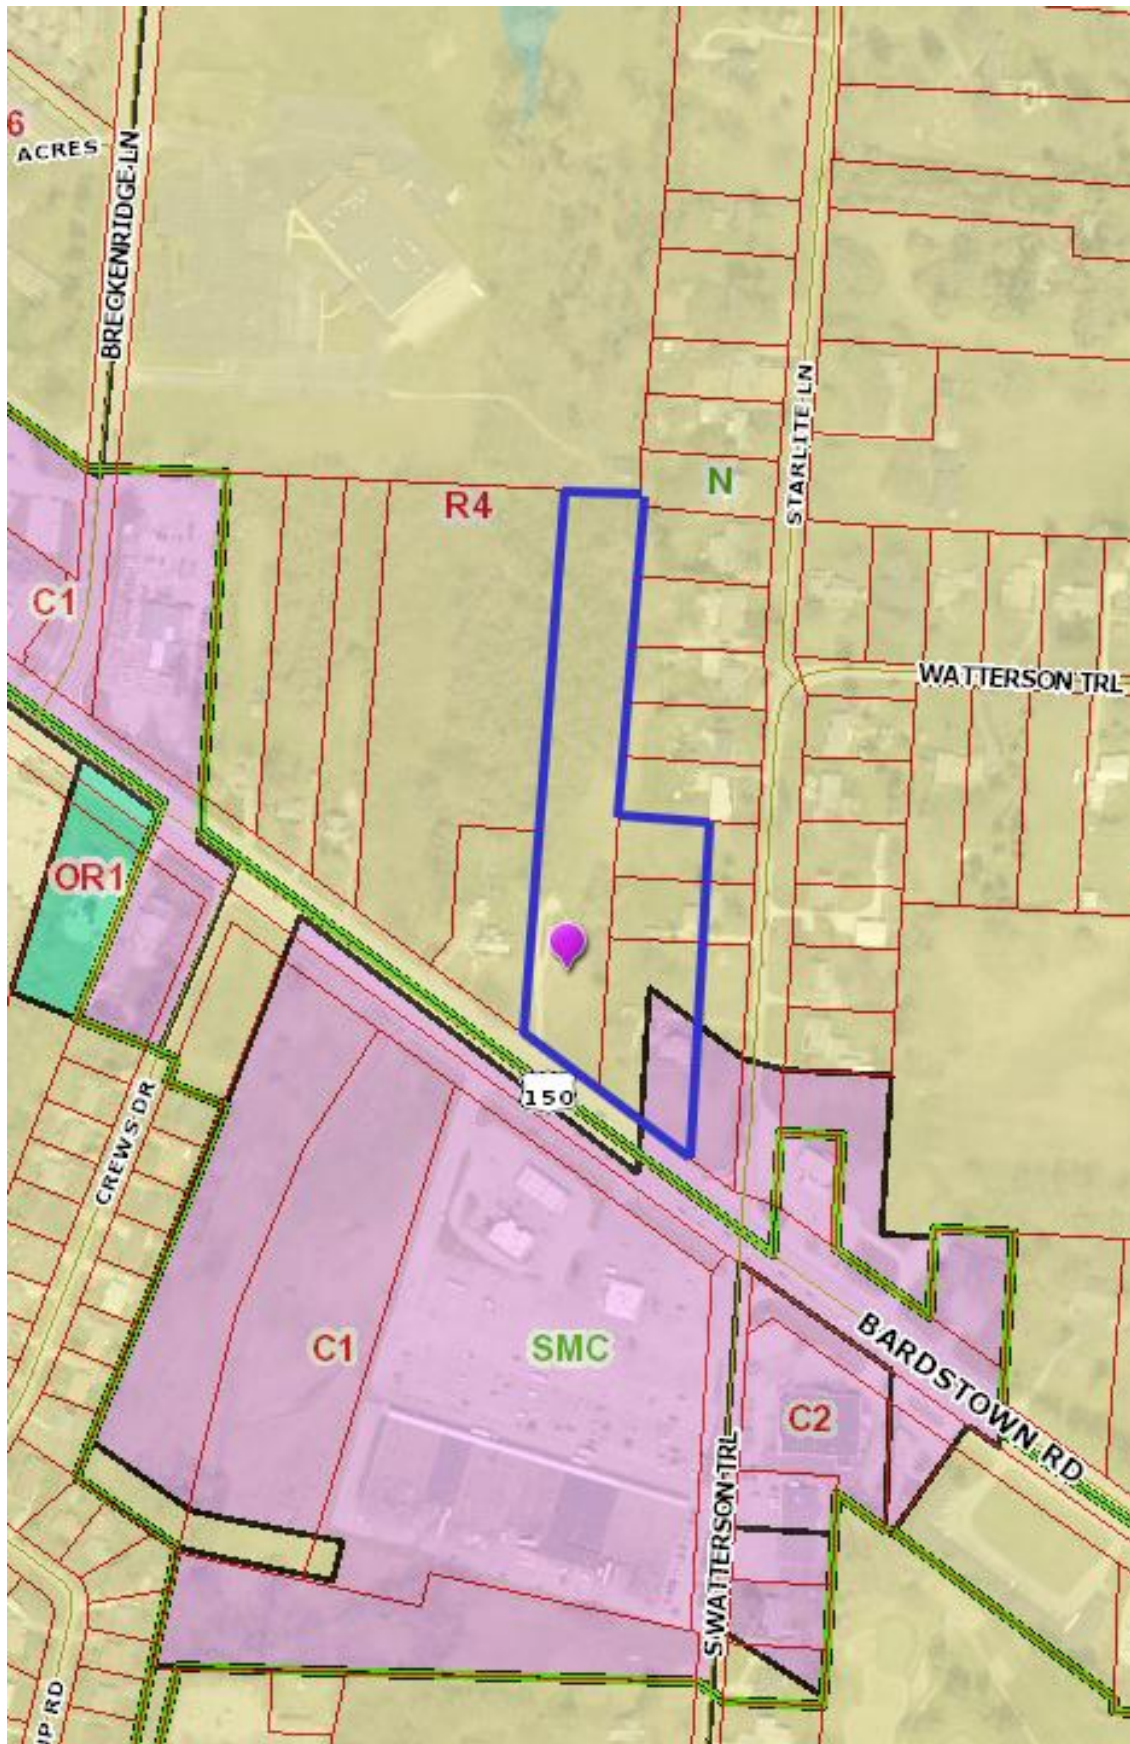 6
ACRES
BRECKENRIDGE LN
STARLITE LN
N
R4
C1
WATTERSON TRL
OR1
150
CREWS DR
BARDSTOWN RD
C1
SMC
C2
S WATTERSON TRL
RD